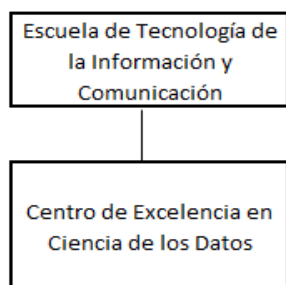 Escuela de Tecnología de
la Información y
Comunicación
Centro de Excelencia en
Ciencia de los Datos